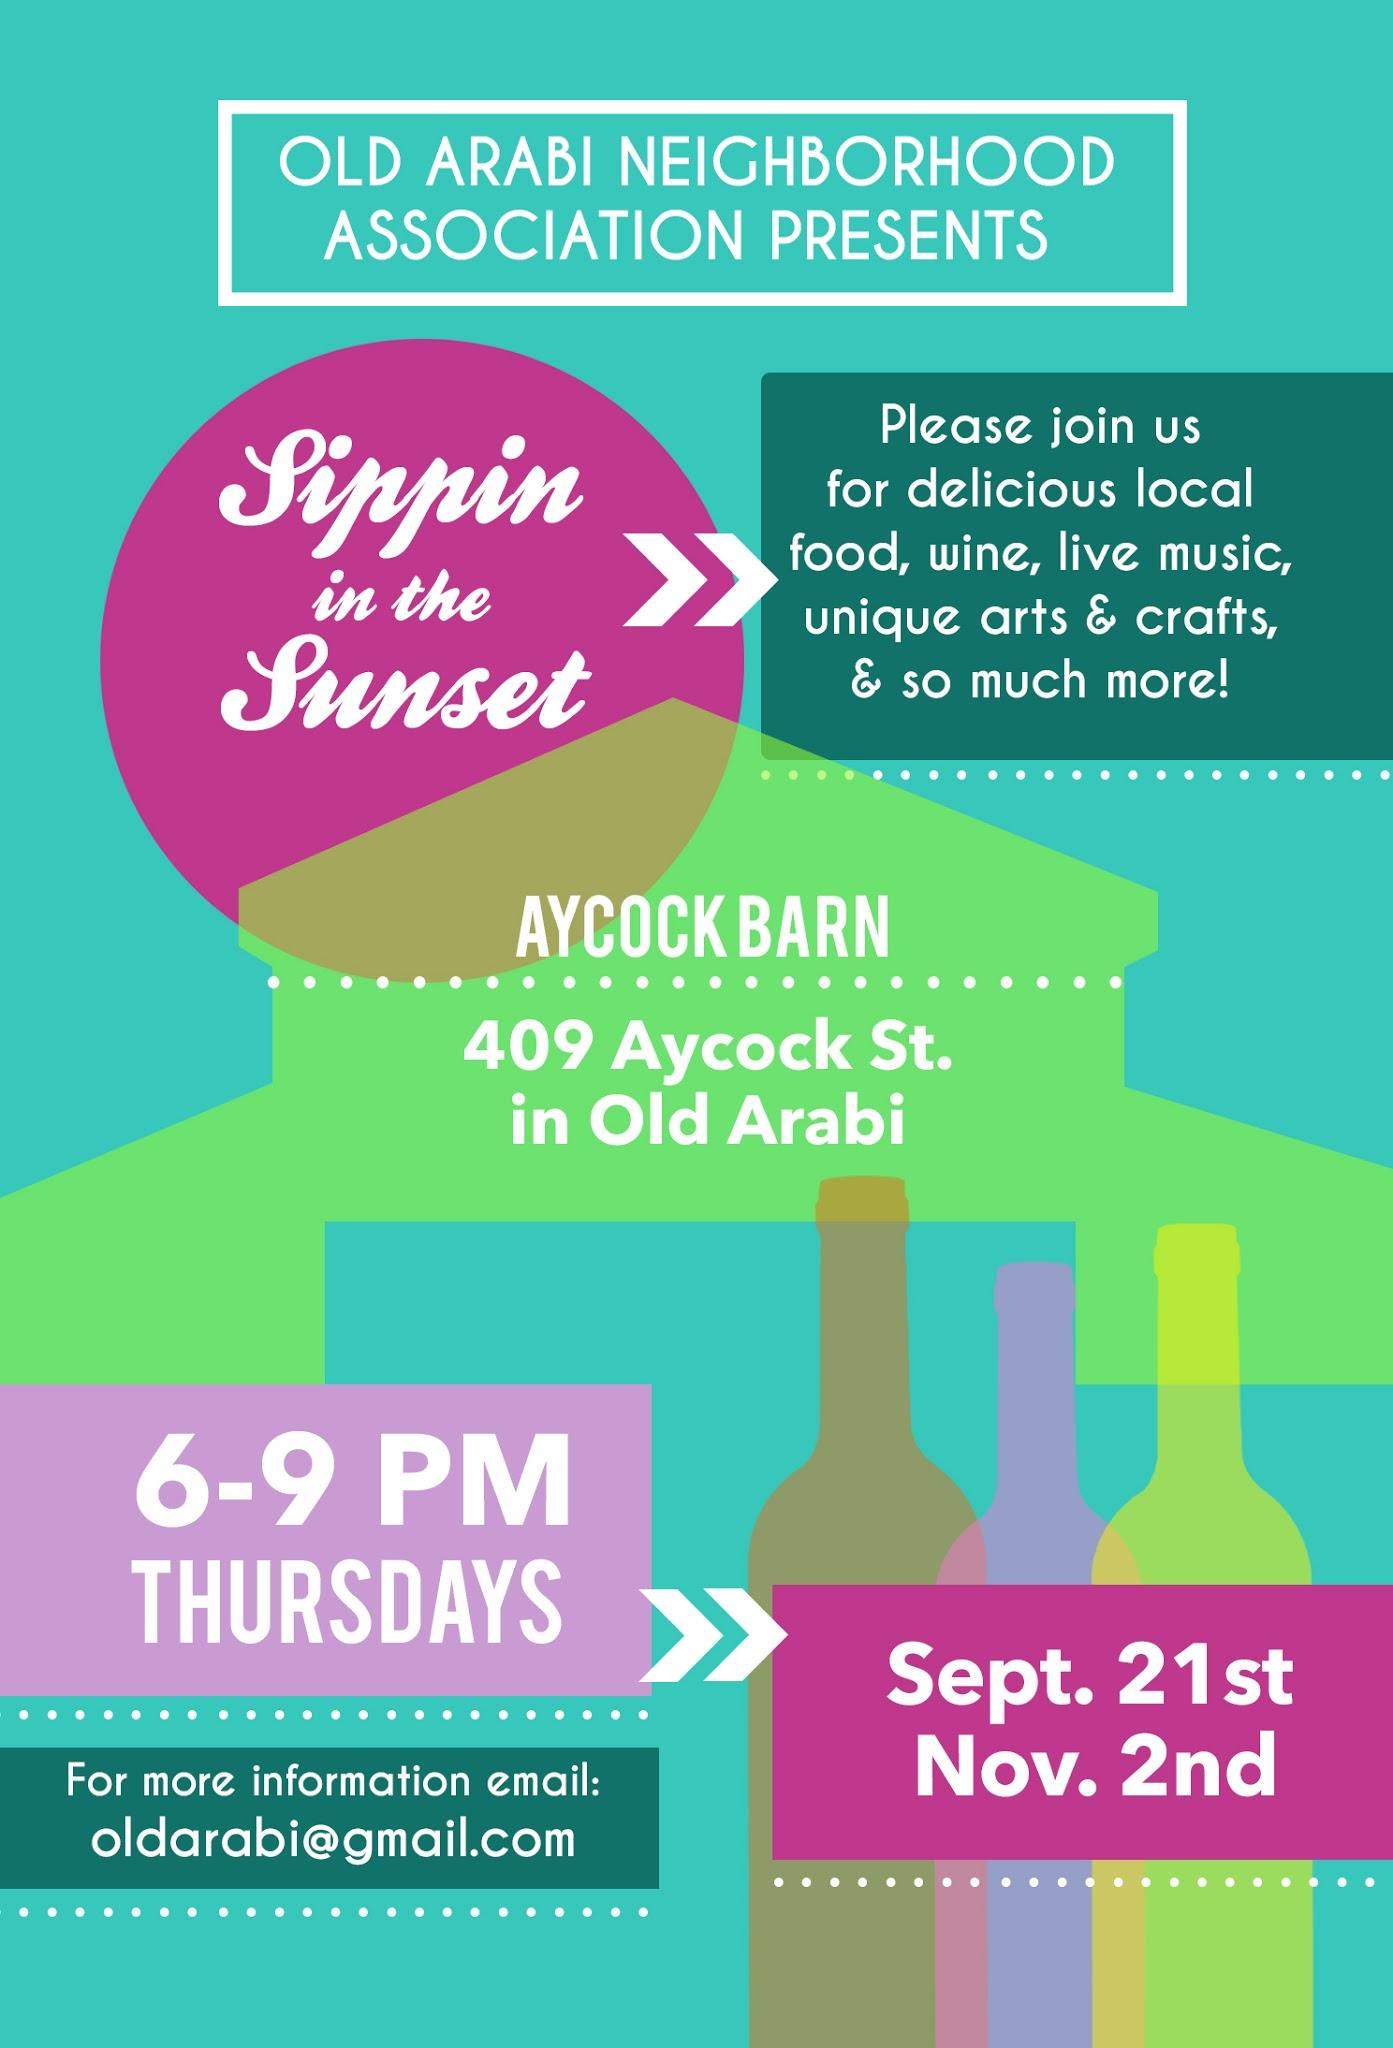 OLD ARABI NEIGHBORHOOD
ASSOCIATION PRESENTS
Sippin
in the
Sunset
Please join us
for delicious local
food, wine, live music,
unique arts & crafts,
& so much more!
AYCOCK BARN
409 Aycock St.
in Old Arabi
6-9 PM
THURSDAYS
Sept. 21st
Nov. 2nd
For more information email:
oldarabi@gmail.com